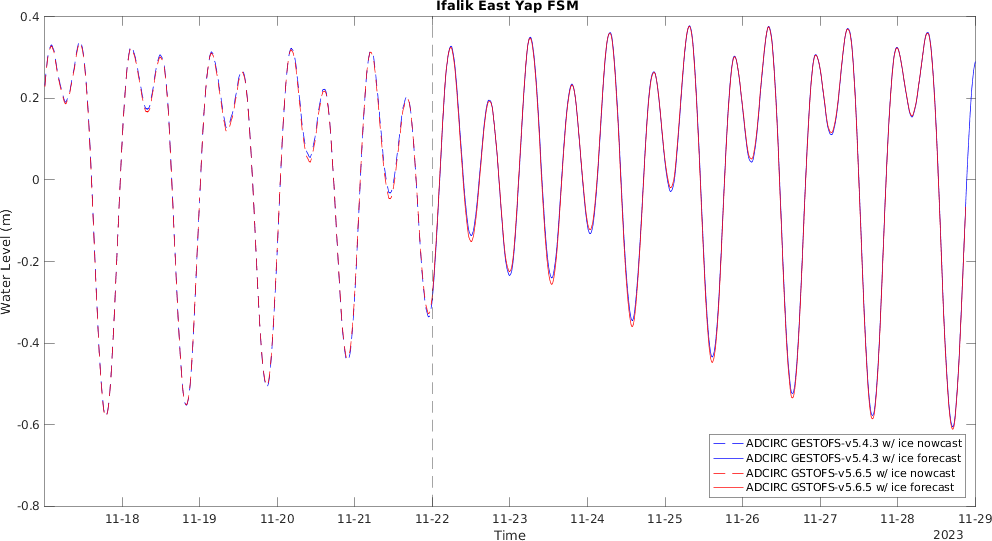 Ifalik East Yap FSM
0.4
0.2
0
-0.2
-0.4
-0.6
-0.8
Water Level (m)
ADCIRC GESTOFS-v5.4.3 w/ ice nowcast
ADCIRC GESTOFS-v5.4.3 w/ ice forecast
ADCIRC GSTOFS-v5.6.5 w/ ice nowcast
ADCIRC GSTOFS-v5.6.5 w/ ice forecast
11-18 11-19 11-20 11-21 11-22 11-23 11-24 11-25 11-26 11-27 11-28 11-29
Time
2023